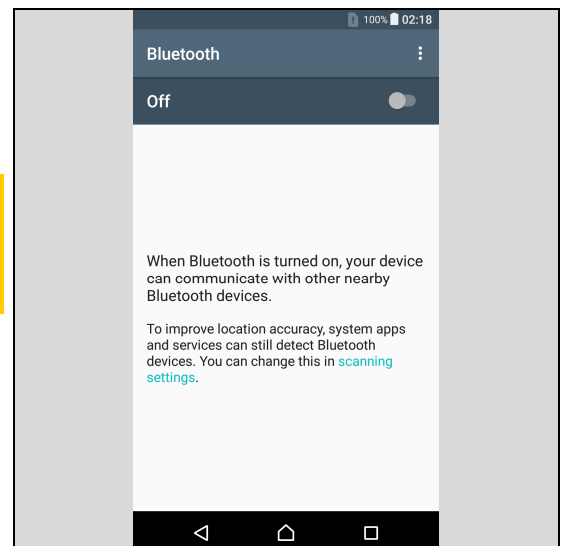 100% 02:18
Bluetooth
Off
When Bluetooth is turned on, your device
can communicate with other nearby
Bluetooth devices.
To improve location accuracy, system apps
and services can still detect Bluetooth
devices. You can change this in scanning
settings.